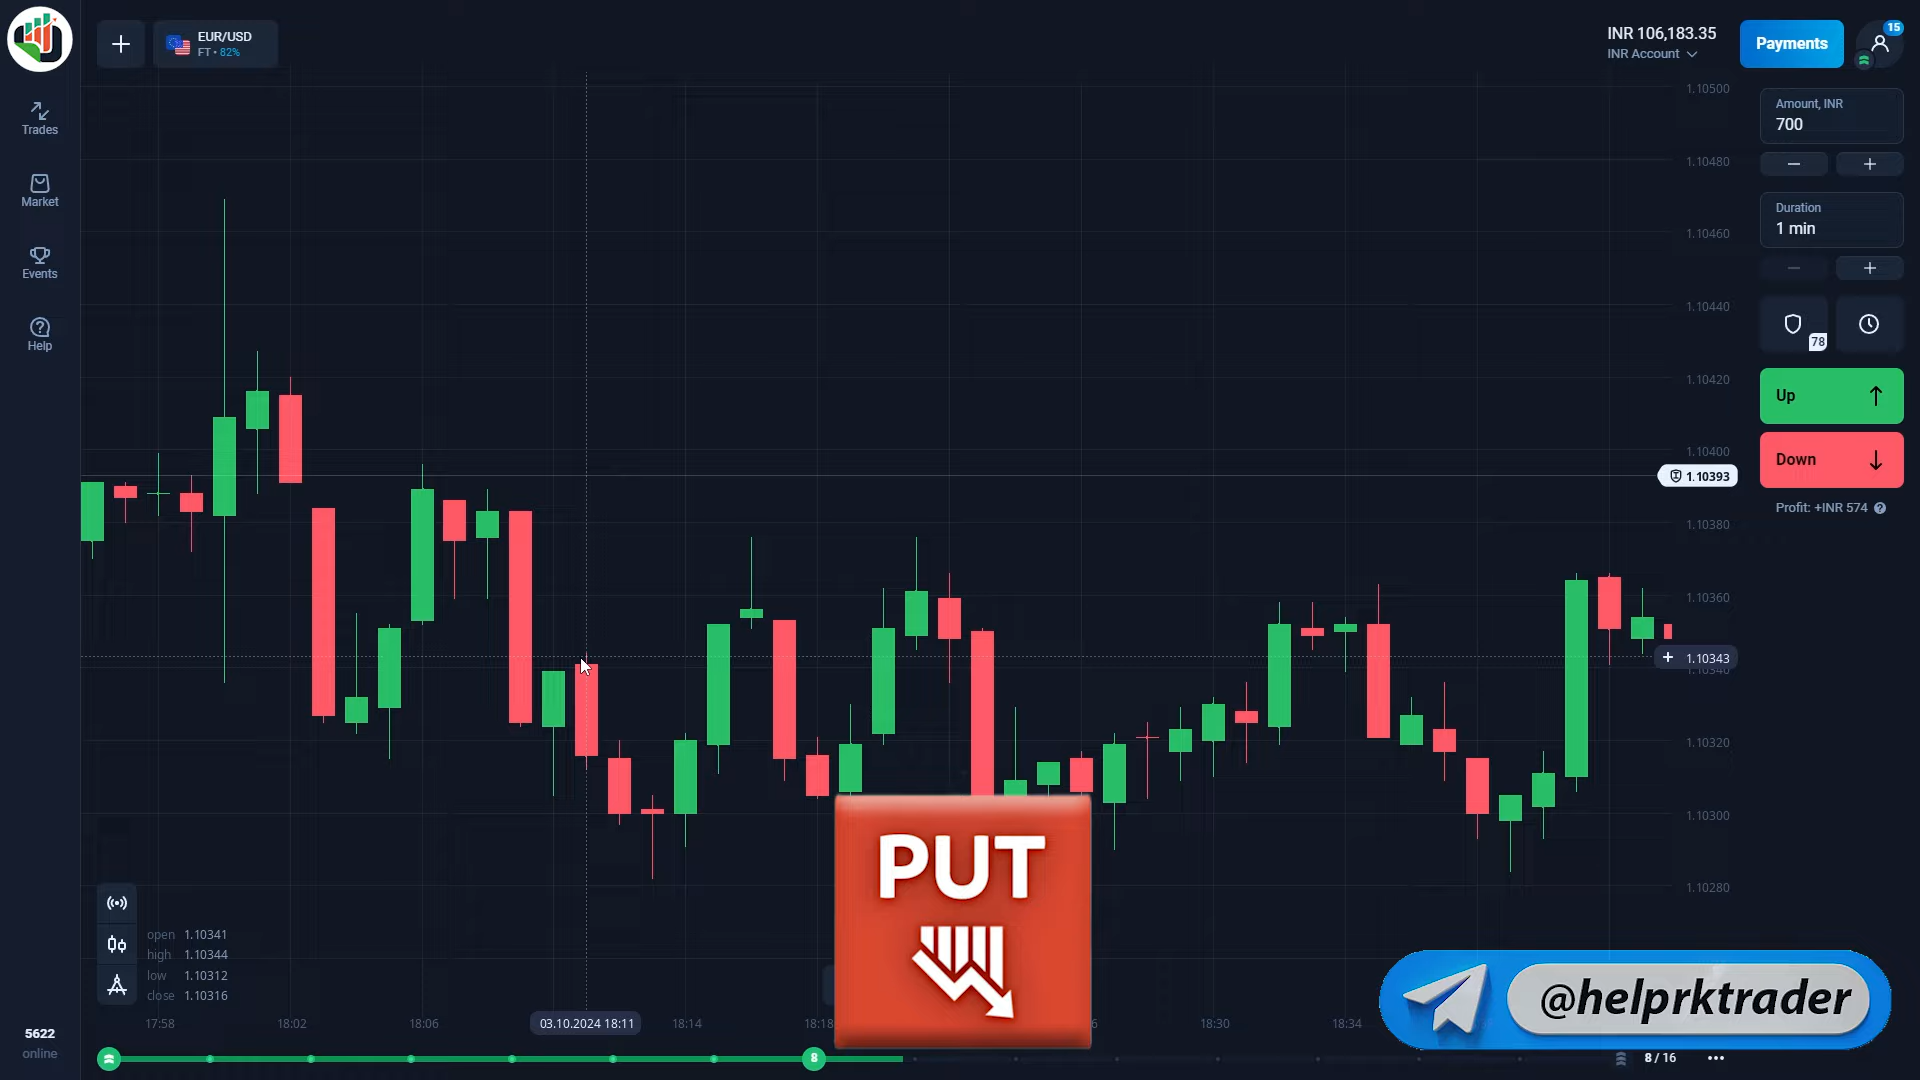 EUR/USD
FT • 82%
INR 106,183.35
INR Account
Payments
15
Trades
Market
Events
Help
5622
online
1.10500
1.10480
1.10460
1.10440
1.10420
1.10400
1.10393
1.10380
1.10360
1.10343
1.10320
1.10300
1.10280
Amount, INR
700
Duration
1 min
78
Up
Down
Profit: +INR 574
PUT
open 1.10341
high 1.10344
low 1.10312
close 1.10316
17:58
18:02
18:06
03.10.2024 18:11
18:14
18:18
18:30
18:34
@helprktrader
8
8 / 16